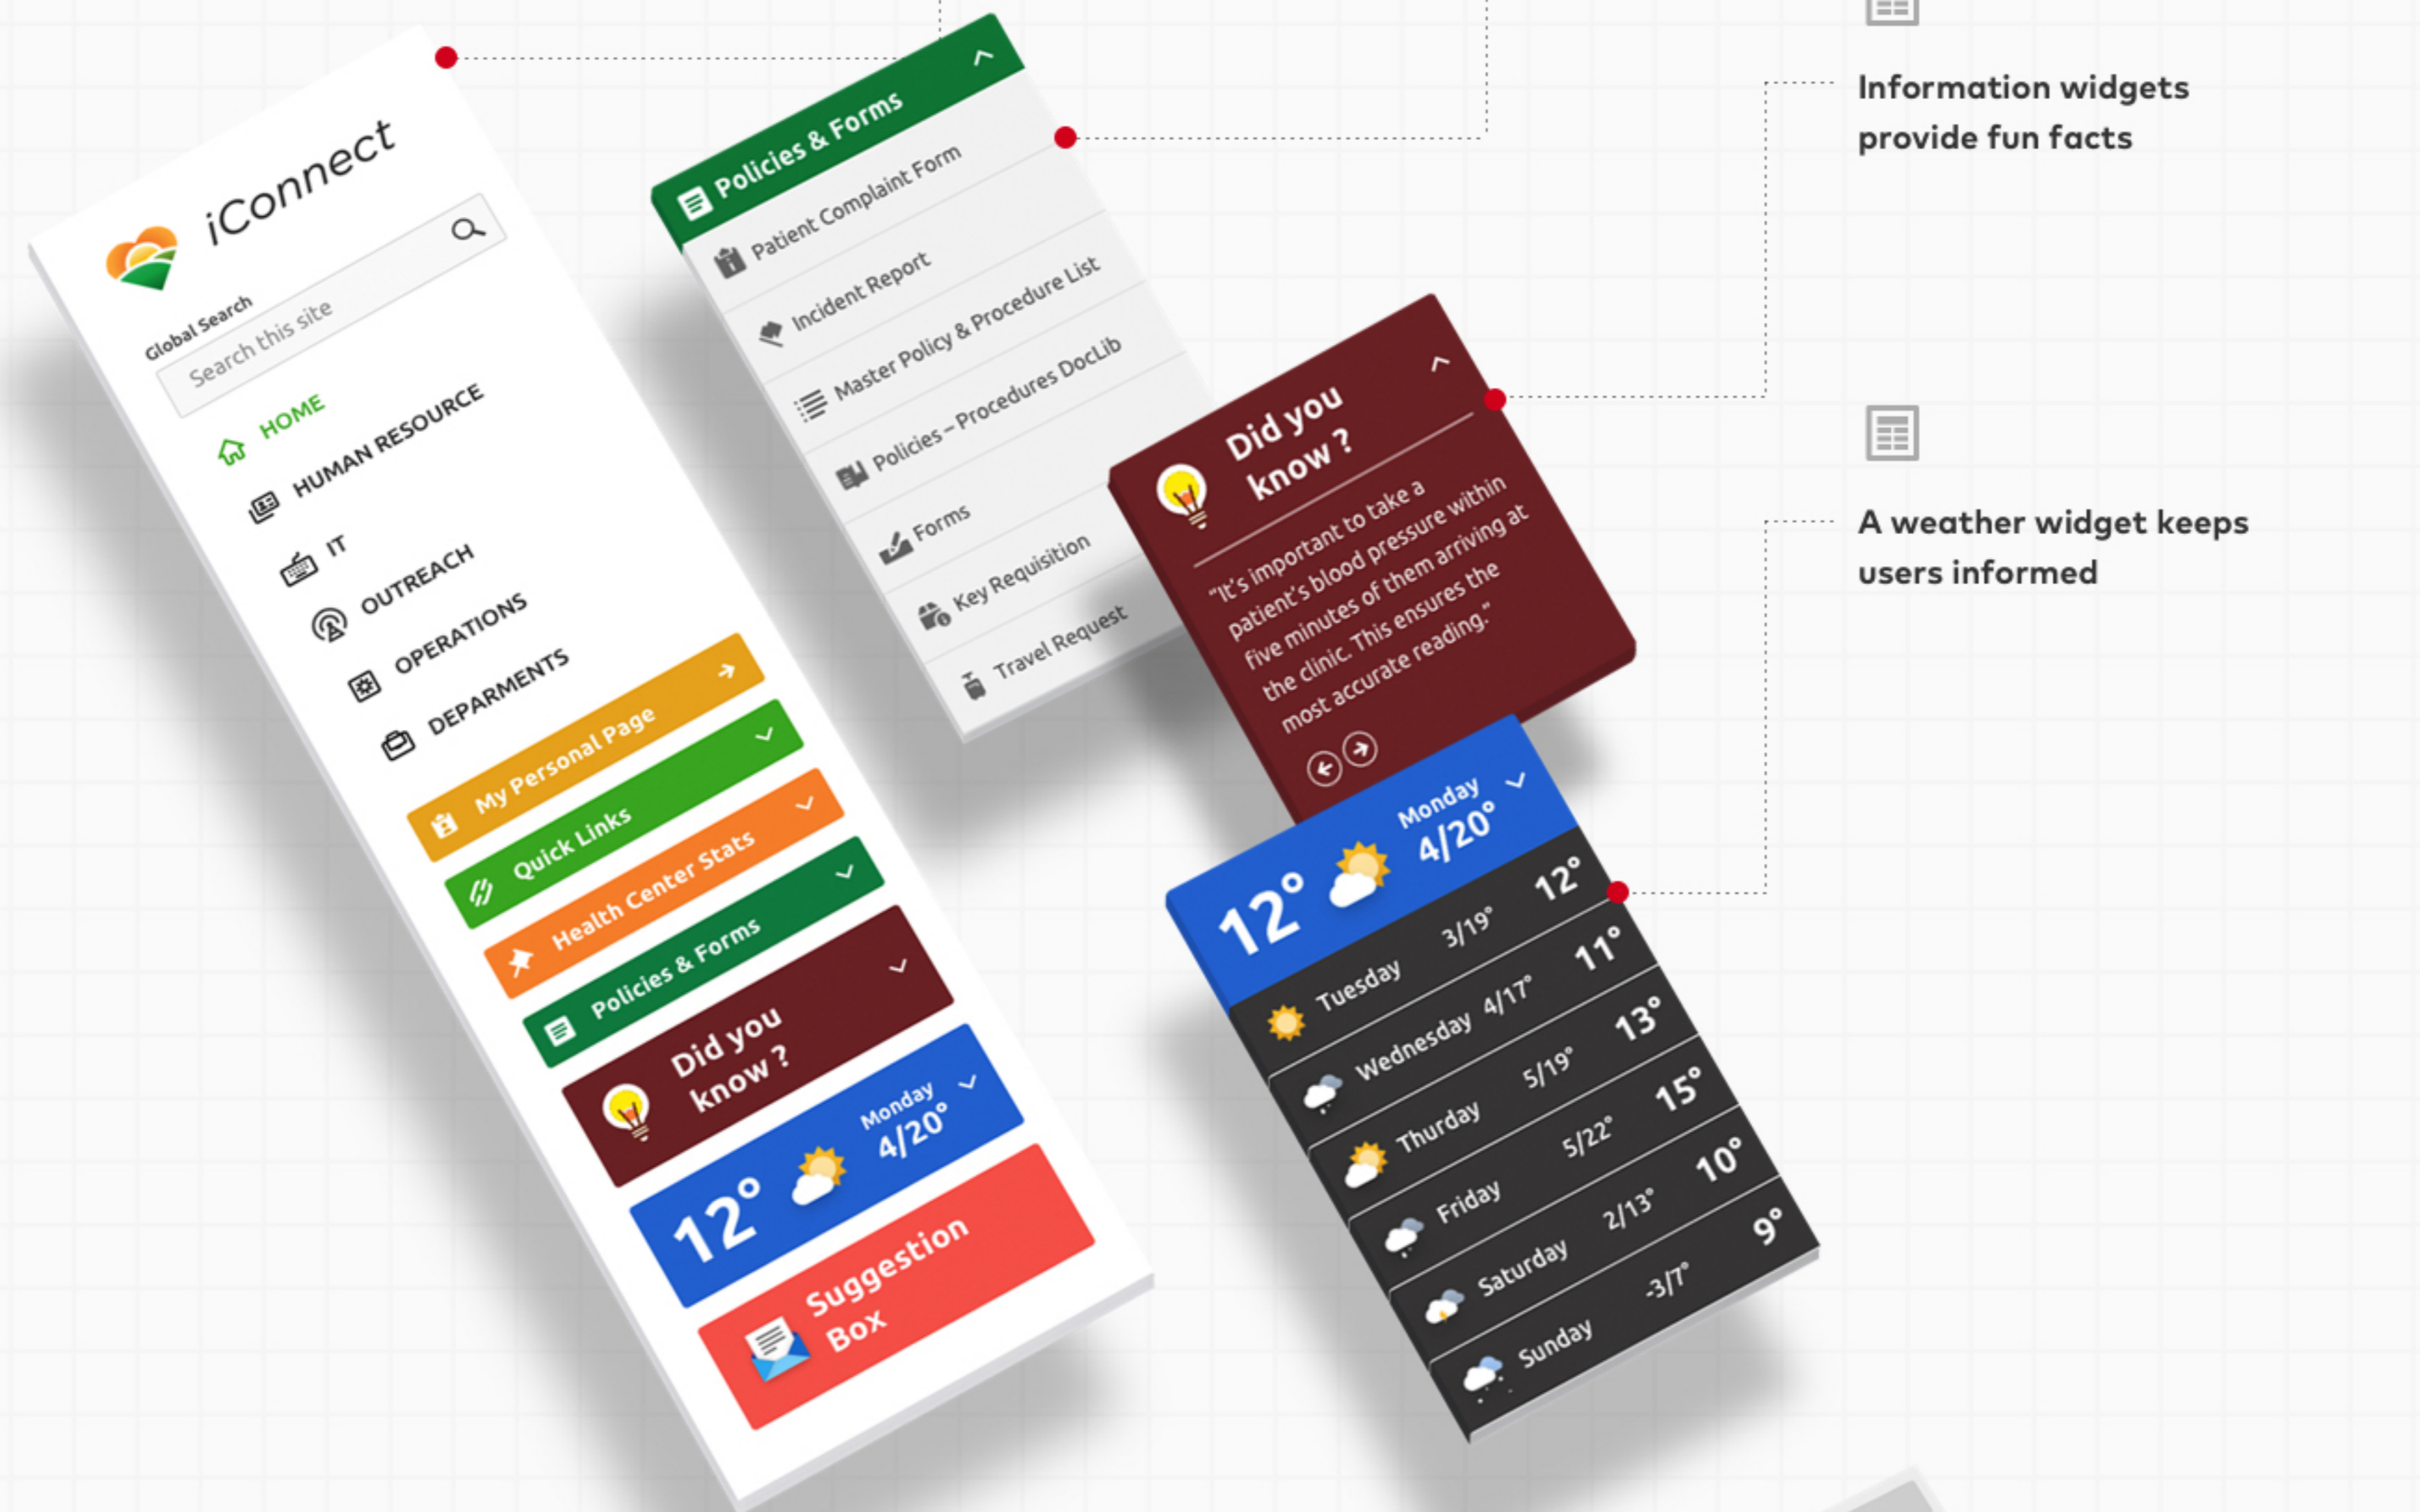 iConnect
Global Search
Search this site
HOME
HUMAN RESOURCE
IT
OUTREACH
OPERATIONS
DEPARMENTS
My Personal Page
Quick Links
Health Center Stats
Policies & Forms
Did you
know ?
12° Monday
4/20°
Suggestion
Box
Policies & Forms
Patient Complaint Form
Incident Report
Master Policy & Procedure List
Policies – Procedures DocLib
Forms
Key Requisition
Travel Request
Did you
know ?
“It’s important to take a
patient’s blood pressure within
five minutes of them arriving at
the clinic. This ensures the
most accurate reading.”
12° Monday
4/20°
Tuesday 3/19° 12°
Wednesday 4/17° 11°
Thurday 5/19° 13°
Friday 5/22° 15°
Saturday 2/13° 10°
Sunday -3/7° 9°
Information widgets
provide fun facts
A weather widget keeps
users informed